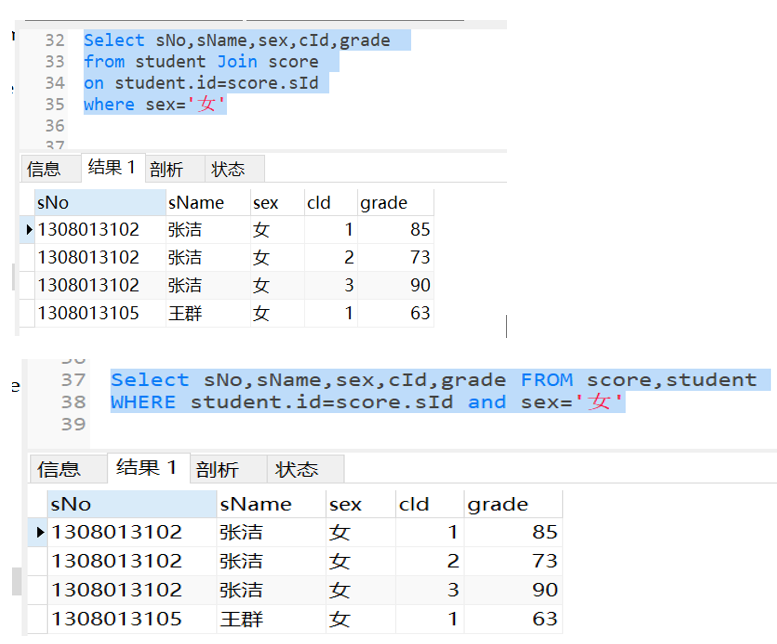 32 Select sNo,sName,sex,cId,grade
33 from student Join score
34 on student.id=score.sId
35 where sex='女'
36
37
信息 结果 1 剖析 状态
sNo sName sex cId grade
1308013102 张洁 女 1 85
1308013102 张洁 女 2 73
1308013102 张洁 女 3 90
1308013105 王群 女 1 63
36
37 Select sNo,sName,sex,cId,grade FROM score,student
38 WHERE student.id=score.sId and sex='女'
39
信息 结果 1 剖析 状态
sNo sName sex cId grade
1308013102 张洁 女 1 85
1308013102 张洁 女 2 73
1308013102 张洁 女 3 90
1308013105 王群 女 1 63